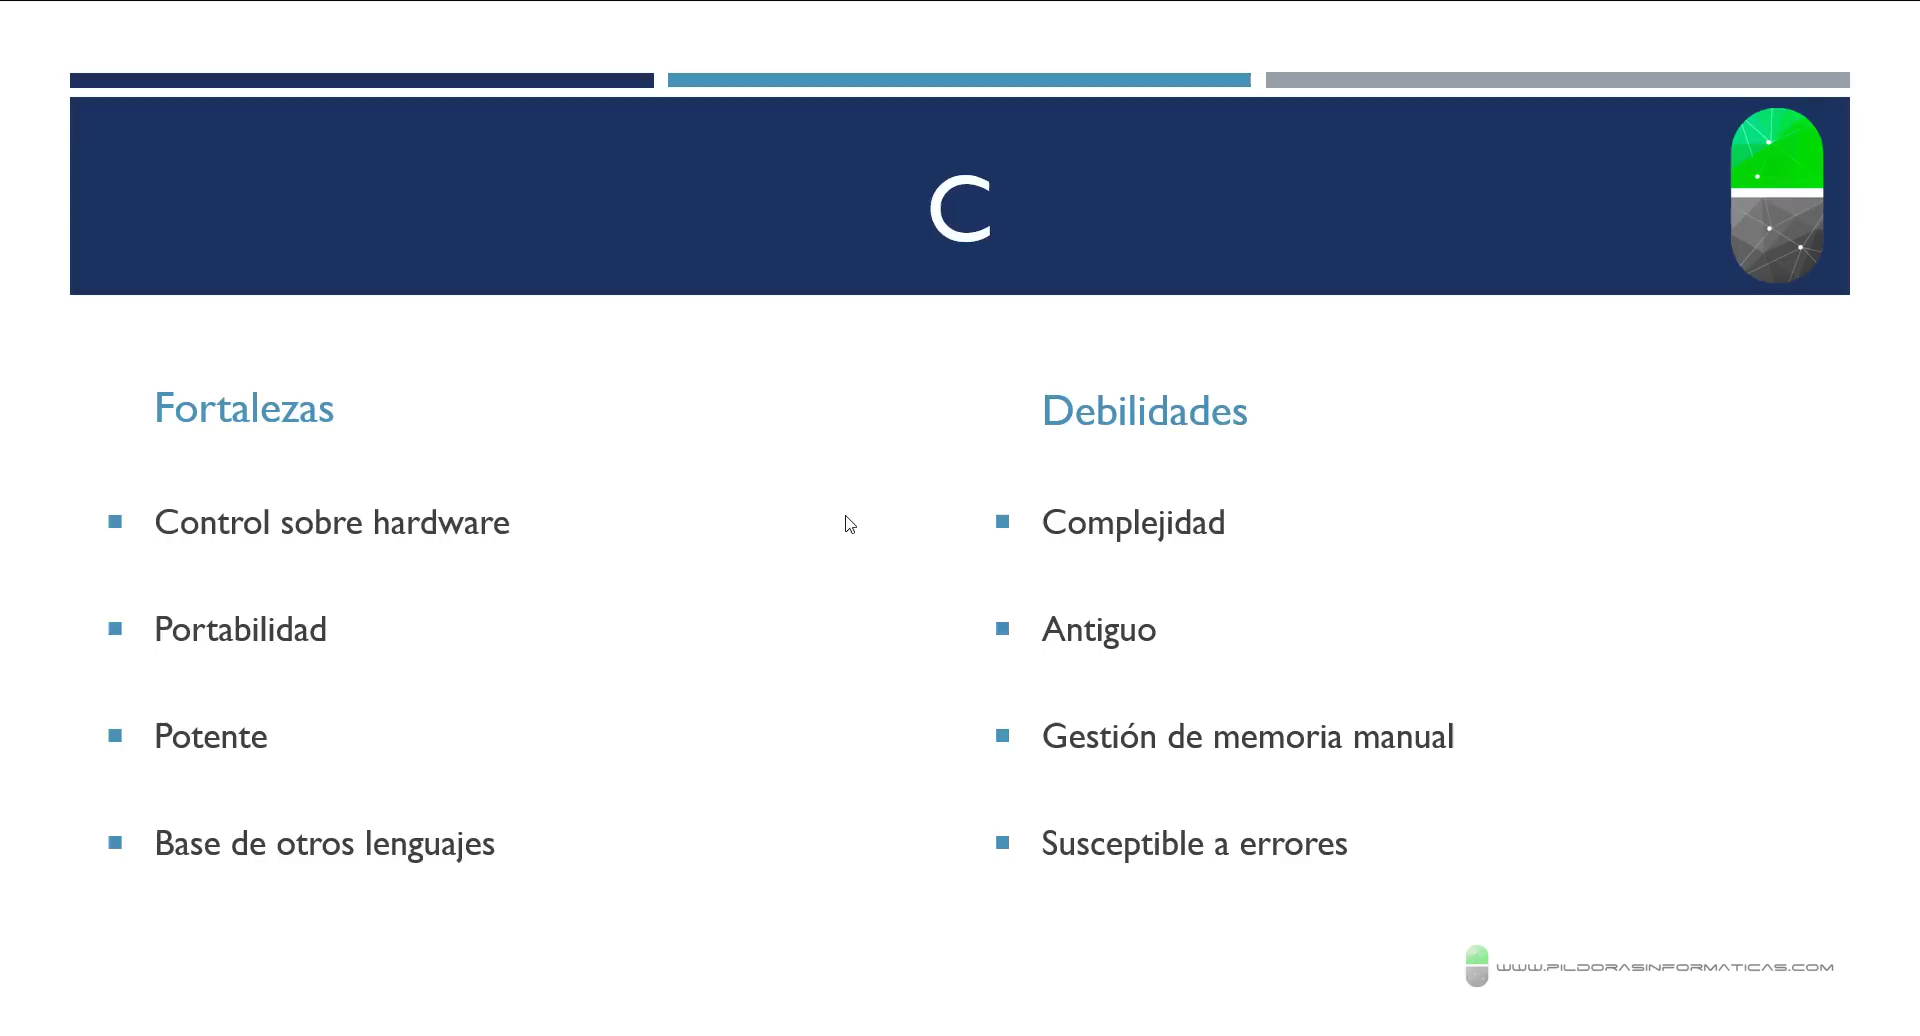 C
Fortalezas
Control sobre hardware
Portabilidad
Potente
Base de otros lenguajes
Debilidades
Complejidad
Antiguo
Gestión de memoria manual
Susceptible a errores
WWW.PILDORASINFORMATICAS.COM